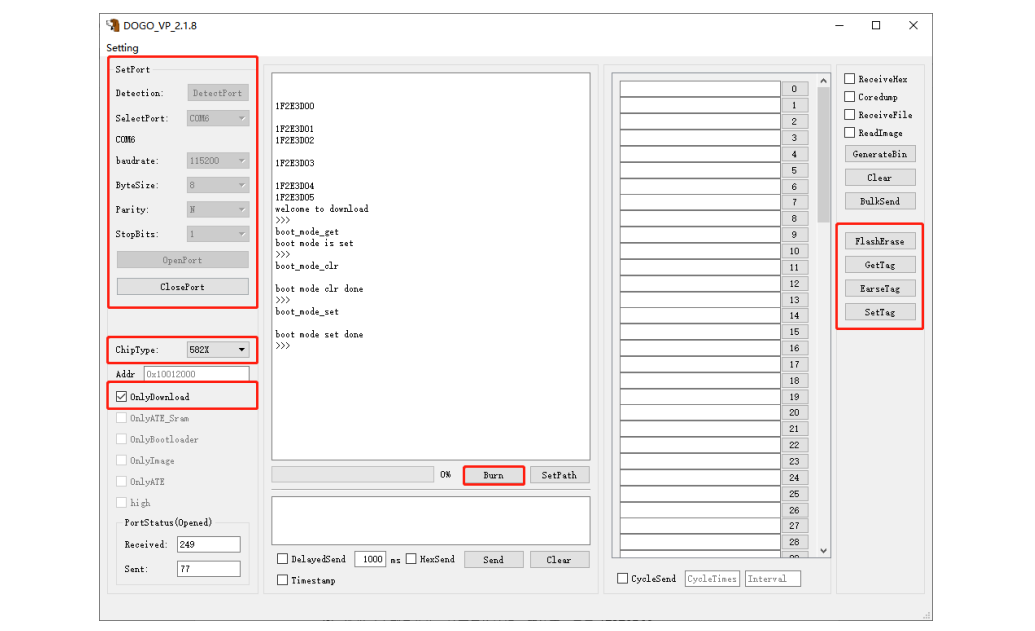 DOGO_VP_2.1.8
Setting
SetPort
Detection: DetectPort
SelectPort: COM6
COM6
baudrate: 115200
ByteSize: 8
Parity: N
StopBits: 1
OpenPort
ClosePort
ChipType: 582X
Addr 0x10012000
OnlyDownload
OnlyATE_Sram
OnlyBootloader
OnlyImage
OnlyATE
high
PortStatus(Opened)
Received: 249
Sent: 77
1F2E3D00
1F2E3D01
1F2E3D02
1F2E3D03
1F2E3D04
1F2E3D05
welcome to download
>>>
boot_mode_get
boot mode is set
>>>
boot_mode_clr
boot mode clr done
>>>
boot_mode_set
boot mode set done
>>>
0% Burn SetPath
DelayedSend 1000 ms HexSend Send Clear
Timestamp
0
1
2
3
4
5
6
7
8
9
10
11
12
13
14
15
16
17
18
19
20
21
22
23
24
25
26
27
28
CycleSend CycleTimes Interval
ReceiveHex
Coredump
ReceiveFile
ReadImage
GenerateBin
Clear
BulkSend
FlashErase
GetTag
EarseTag
SetTag